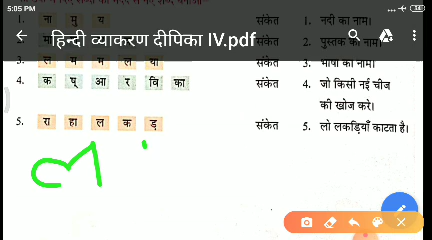 5:05 PM
1. ना मु य संकेत 1. नदी का नाम।
हिन्दी व्याकरण दीपिका IV.pdf
2. पुस्तक का नाम।
3. स म म ल या संकेत 3. भाषा का नाम।
4. क ष् आ र वि का संकेत 4. जो किसी नई चीज
की खोज करे।
5. रा हा ल क ड़ संकेत 5. लो लकड़ियाँ काटता है।